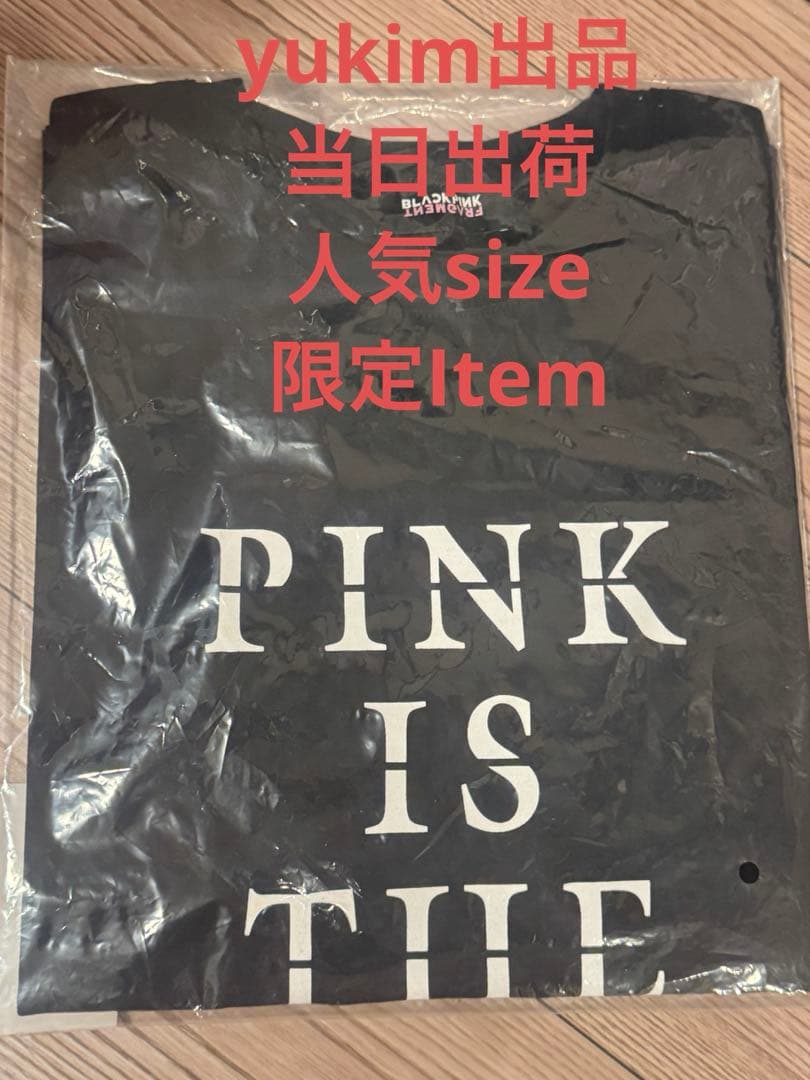 yukim出品
当日出荷
人気size
限定Item
BLACKPINK
FRAGMENT
PINK
IS
THE